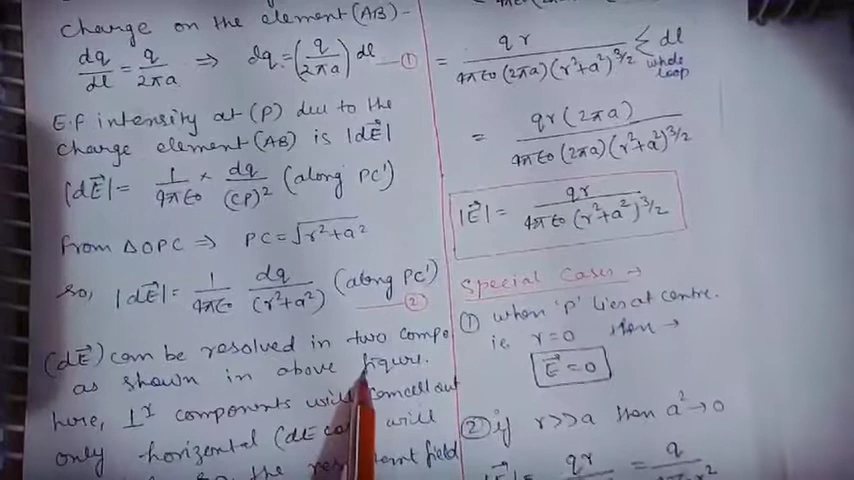 charge on the element (AB) -
dq/dl = q/2πa ⇒ dq = (q/2πa) dl —①
E.f intensity at (P) due to the
charge element (AB) is |dE⃗|
|dE⃗| = 1/4πϵ0 × dq/(CP)² (along PC')
from ΔOPC ⇒ PC = √r²+a²
so, |dE⃗| = 1/4πϵ0 dq/(r²+a²) (along PC') —②
(dE⃗) can be resolved in two compo
as shown in above figure.
here, ⊥ʳ components will cancel out
only horizontal (dE will
the field
= qr/4πϵ0(2πa)(r²+a²)^3/2 ∑ dl
whole
loop
= qr(2πa)/4πϵ0(2πa)(r²+a²)^3/2
|E⃗| = qr/4πϵ0(r²+a²)^3/2
Special Cases →
① when 'P' lies at centre.
ie. r=0 then →
E⃗ = 0
② if r>>a then a²→0
qr = q